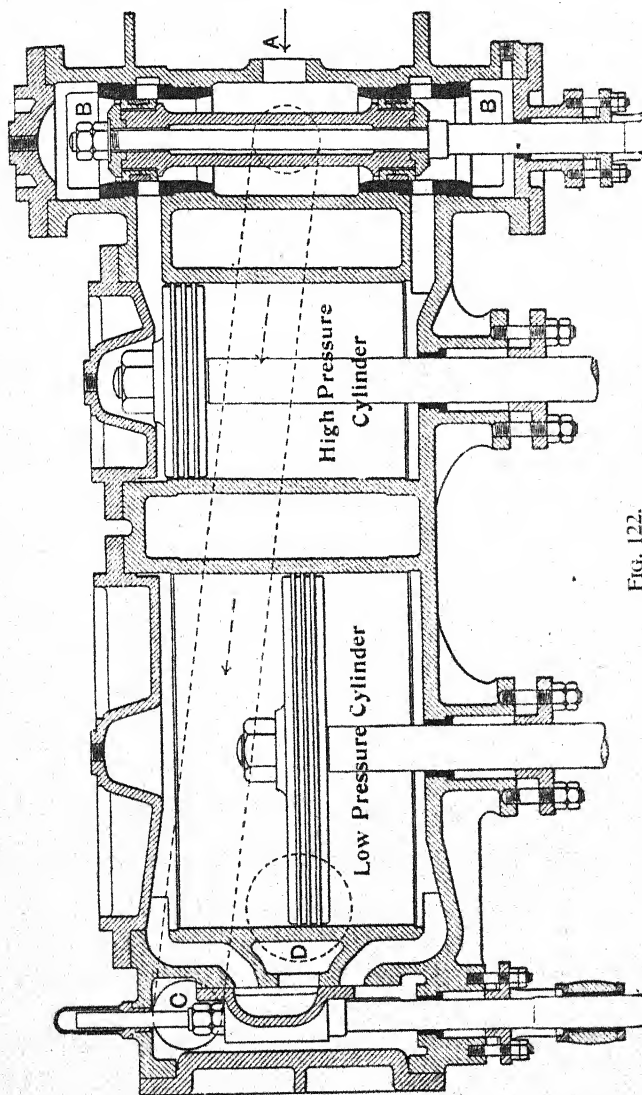 A
B
B
High Pressure
Cylinder
Low Pressure Cylinder
C
D
FIG. 122.